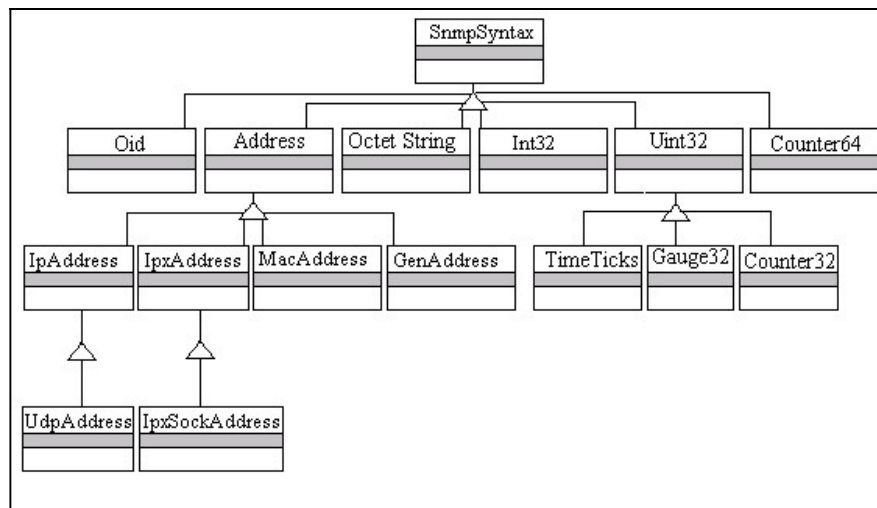 SnmpSyntax
Oid
Address
Octet String
Int32
Uint32
Counter64
IpAddress
IpxAddress
MacAddress
GenAddress
TimeTicks
Gauge32
Counter32
UdpAddress
IpxSockAddress